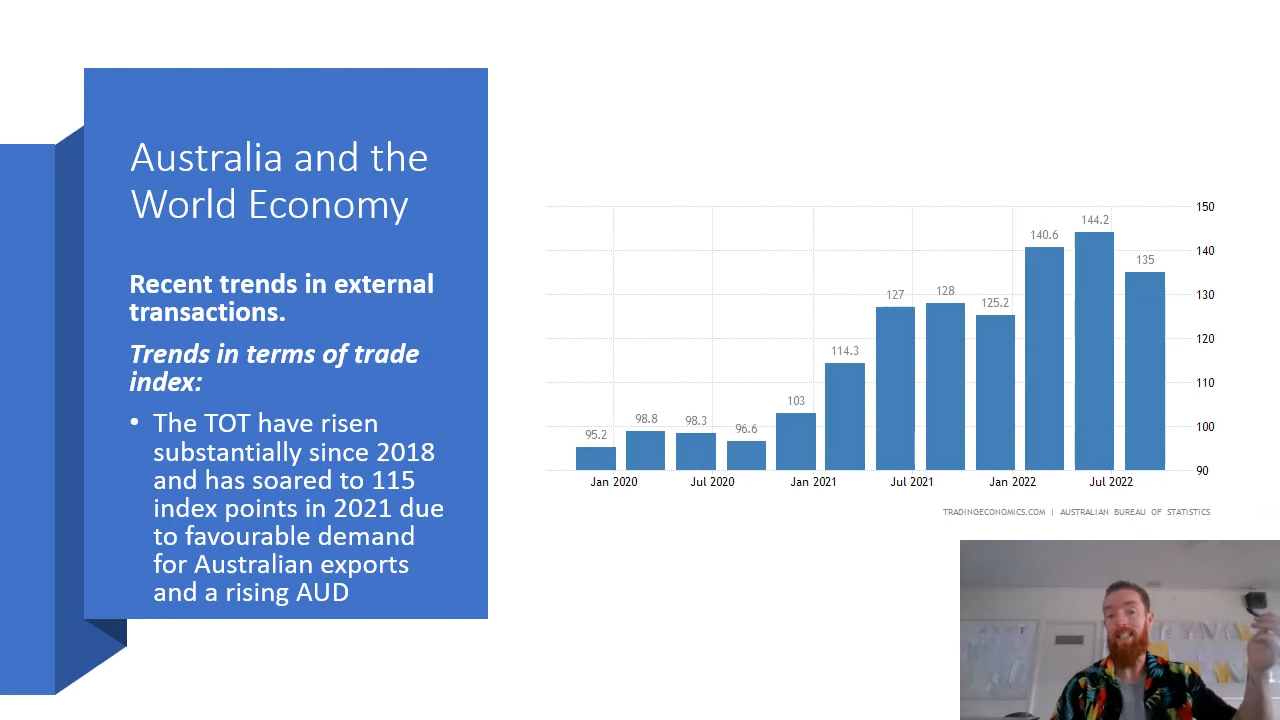 Australia and the
World Economy
Recent trends in external
transactions.
Trends in terms of trade
index:
• The TOT have risen
substantially since 2018
and has soared to 115
index points in 2021 due
to favourable demand
for Australian exports
and a rising AUD
150
140
130
120
110
100
90
95.2
98.8
98.3
96.6
103
114.3
127
128
125.2
140.6
144.2
135
Jan 2020
Jul 2020
Jan 2021
Jul 2021
Jan 2022
Jul 2022
TRADINGECONOMICS.COM | AUSTRALIAN BUREAU OF STATISTICS